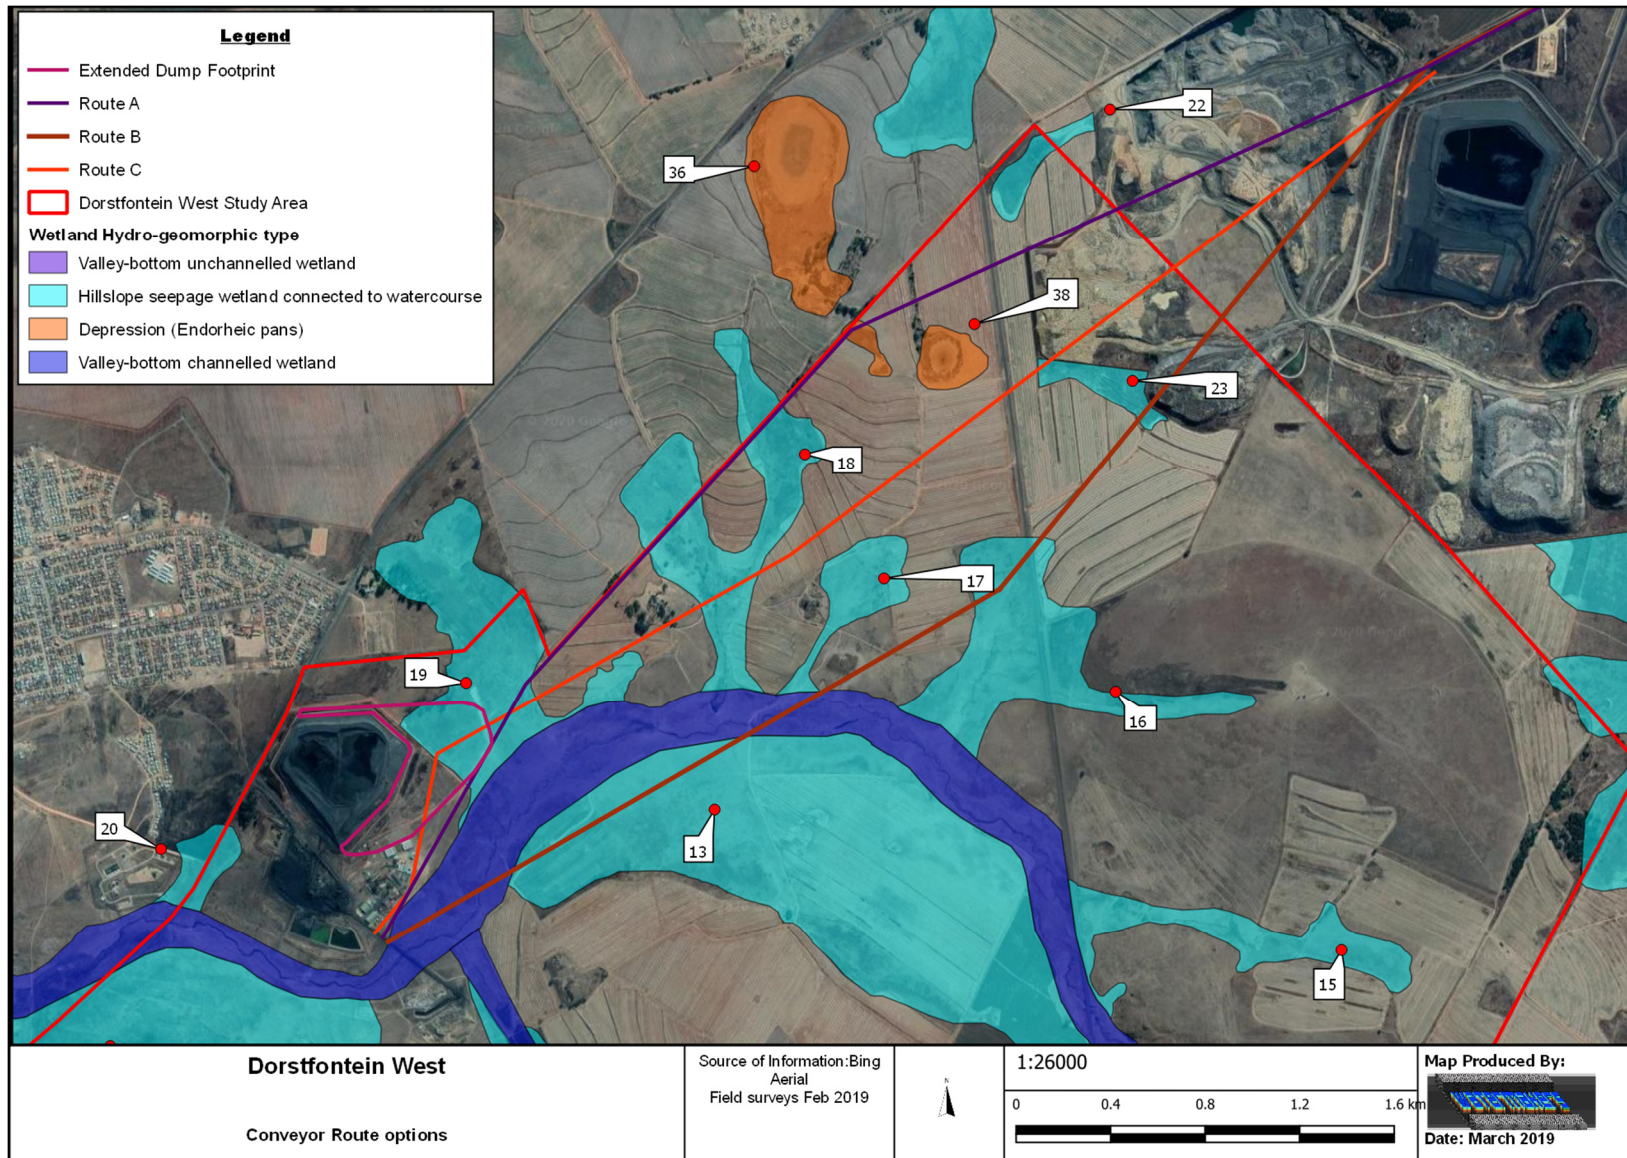 Legend
Extended Dump Footprint
Route A
Route B
Route C
Dorstfontein West Study Area
Wetland Hydro-geomorphic type
Valley-bottom unchannelled wetland
Hillslope seepage wetland connected to watercourse
Depression (Endorheic pans)
Valley-bottom channelled wetland
22
36
38
23
18
17
19
16
20
13
15
Dorstfontein West
Conveyor Route options
Source of Information:Bing
Aerial
Field surveys Feb 2019
N
1:26000
0 0.4 0.8 1.2 1.6 km
Map Produced By:
Date: March 2019